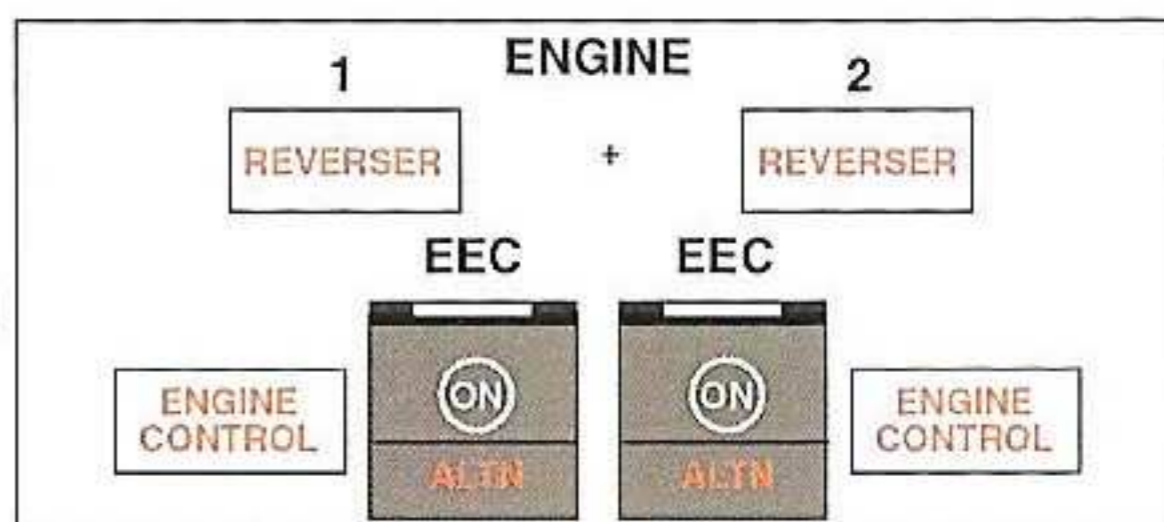 ENGINE
1 2
REVERSER + REVERSER
EEC EEC
ON ON
ENGINE CONTROL ENGINE CONTROL
ALTN ALTN